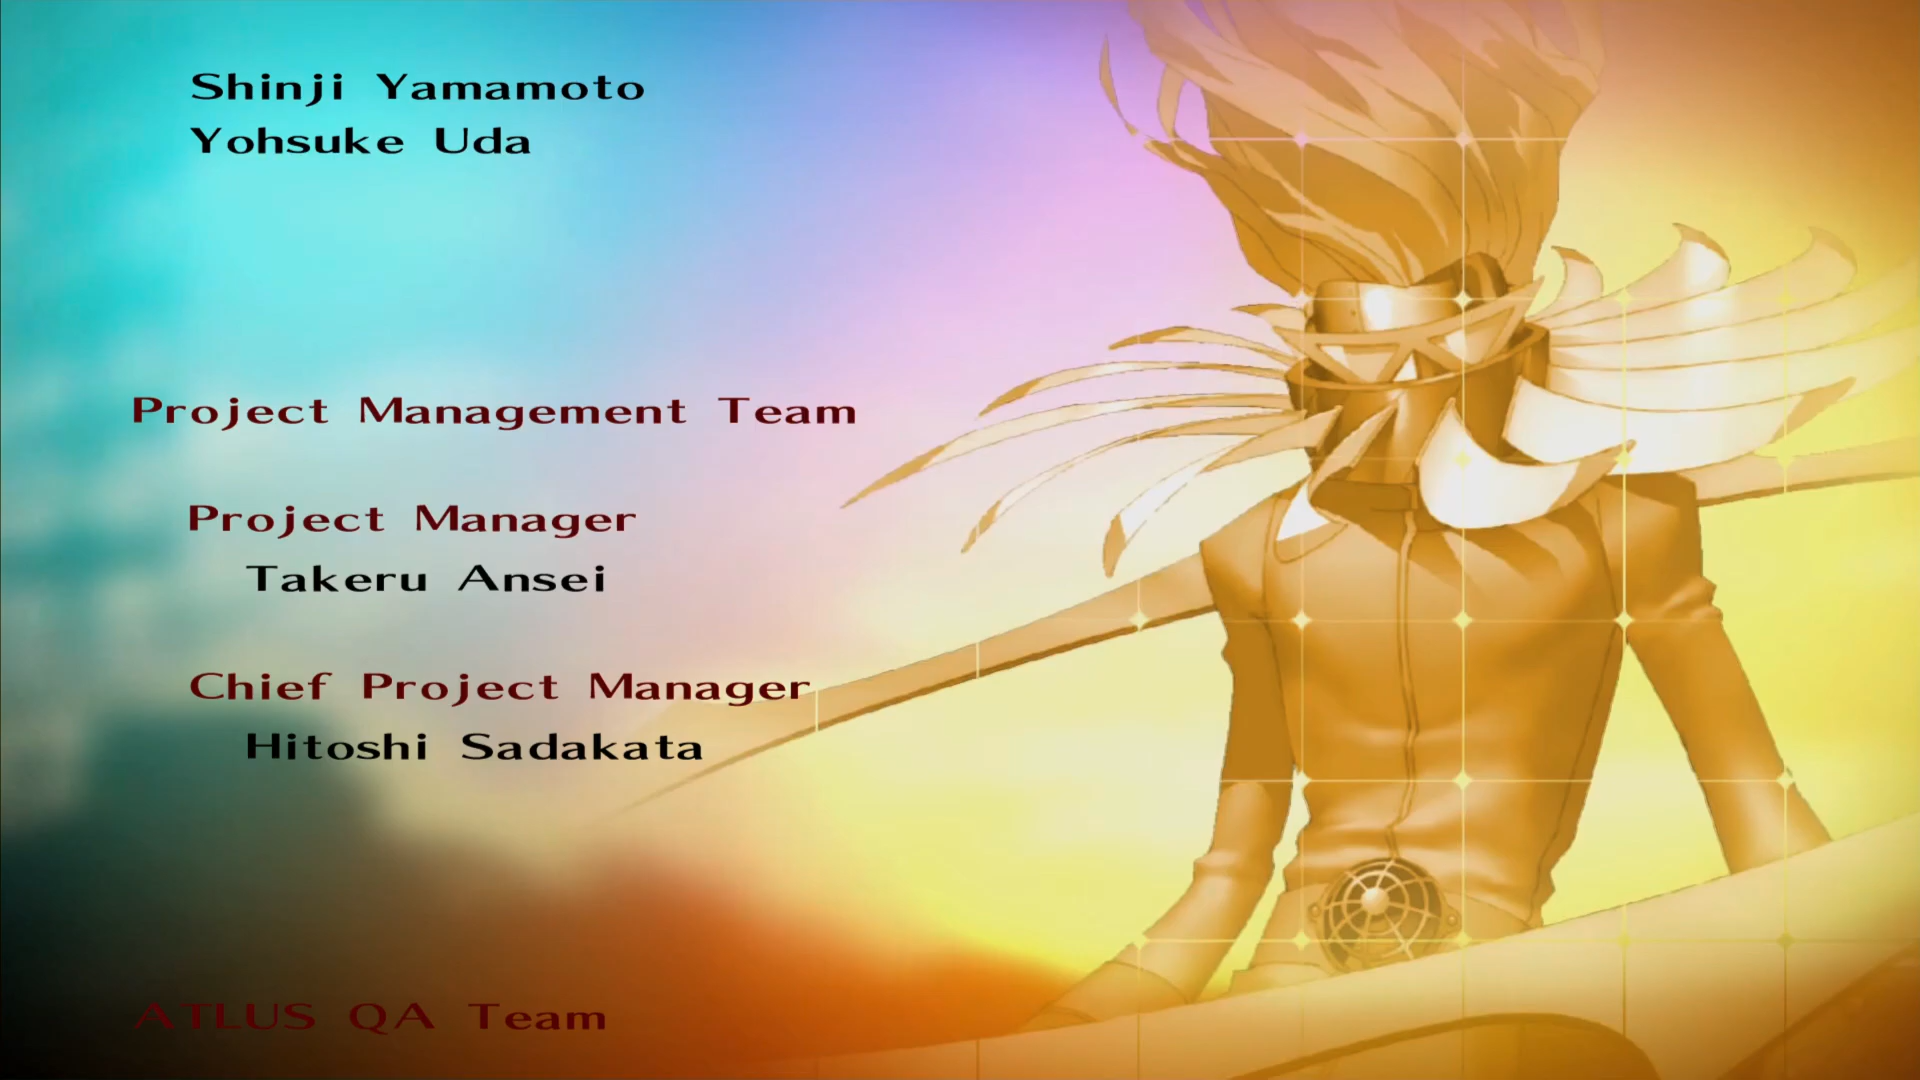 Shinji Yamamoto
Yohsuke Uda
Project Management Team
Project Manager
Takeru Ansei
Chief Project Manager
Hitoshi Sadakata
ATLUS QA Team